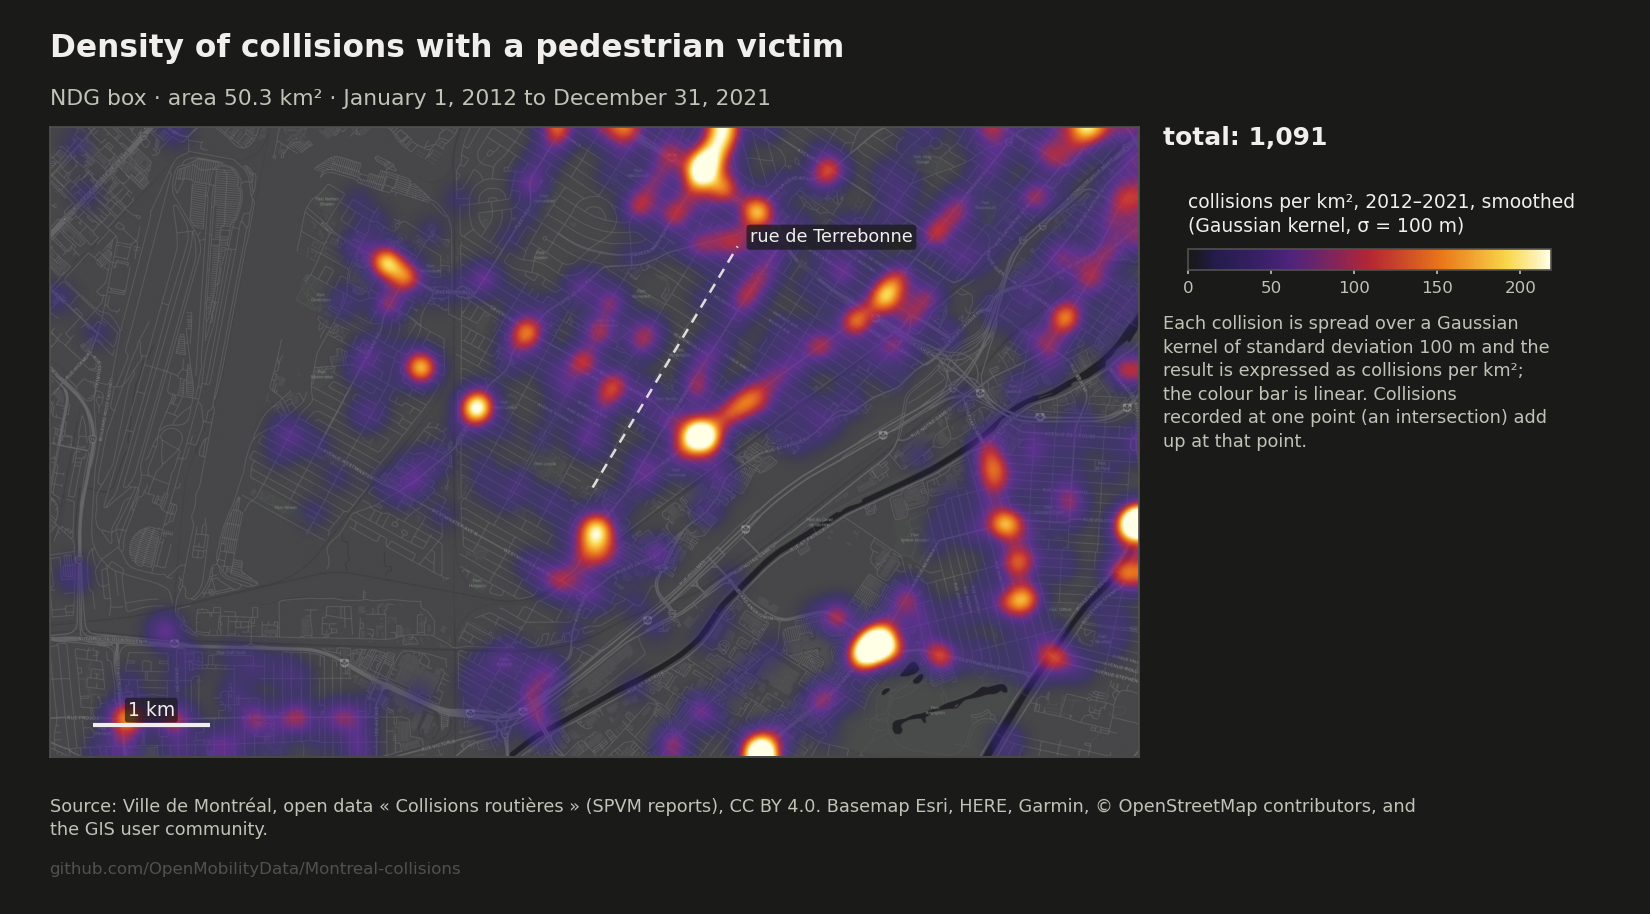 Density of collisions with a pedestrian victim
NDG box · area 50.3 km² · January 1, 2012 to December 31, 2021
total: 1,091
collisions per km², 2012–2021, smoothed
(Gaussian kernel, σ = 100 m)
0 50 100 150 200
Each collision is spread over a Gaussian
kernel of standard deviation 100 m and the
result is expressed as collisions per km²;
the colour bar is linear. Collisions
recorded at one point (an intersection) add
up at that point.
rue de Terrebonne
1 km
Source: Ville de Montréal, open data « Collisions routières » (SPVM reports), CC BY 4.0. Basemap Esri, HERE, Garmin, © OpenStreetMap contributors, and
the GIS user community.
github.com/OpenMobilityData/Montreal-collisions